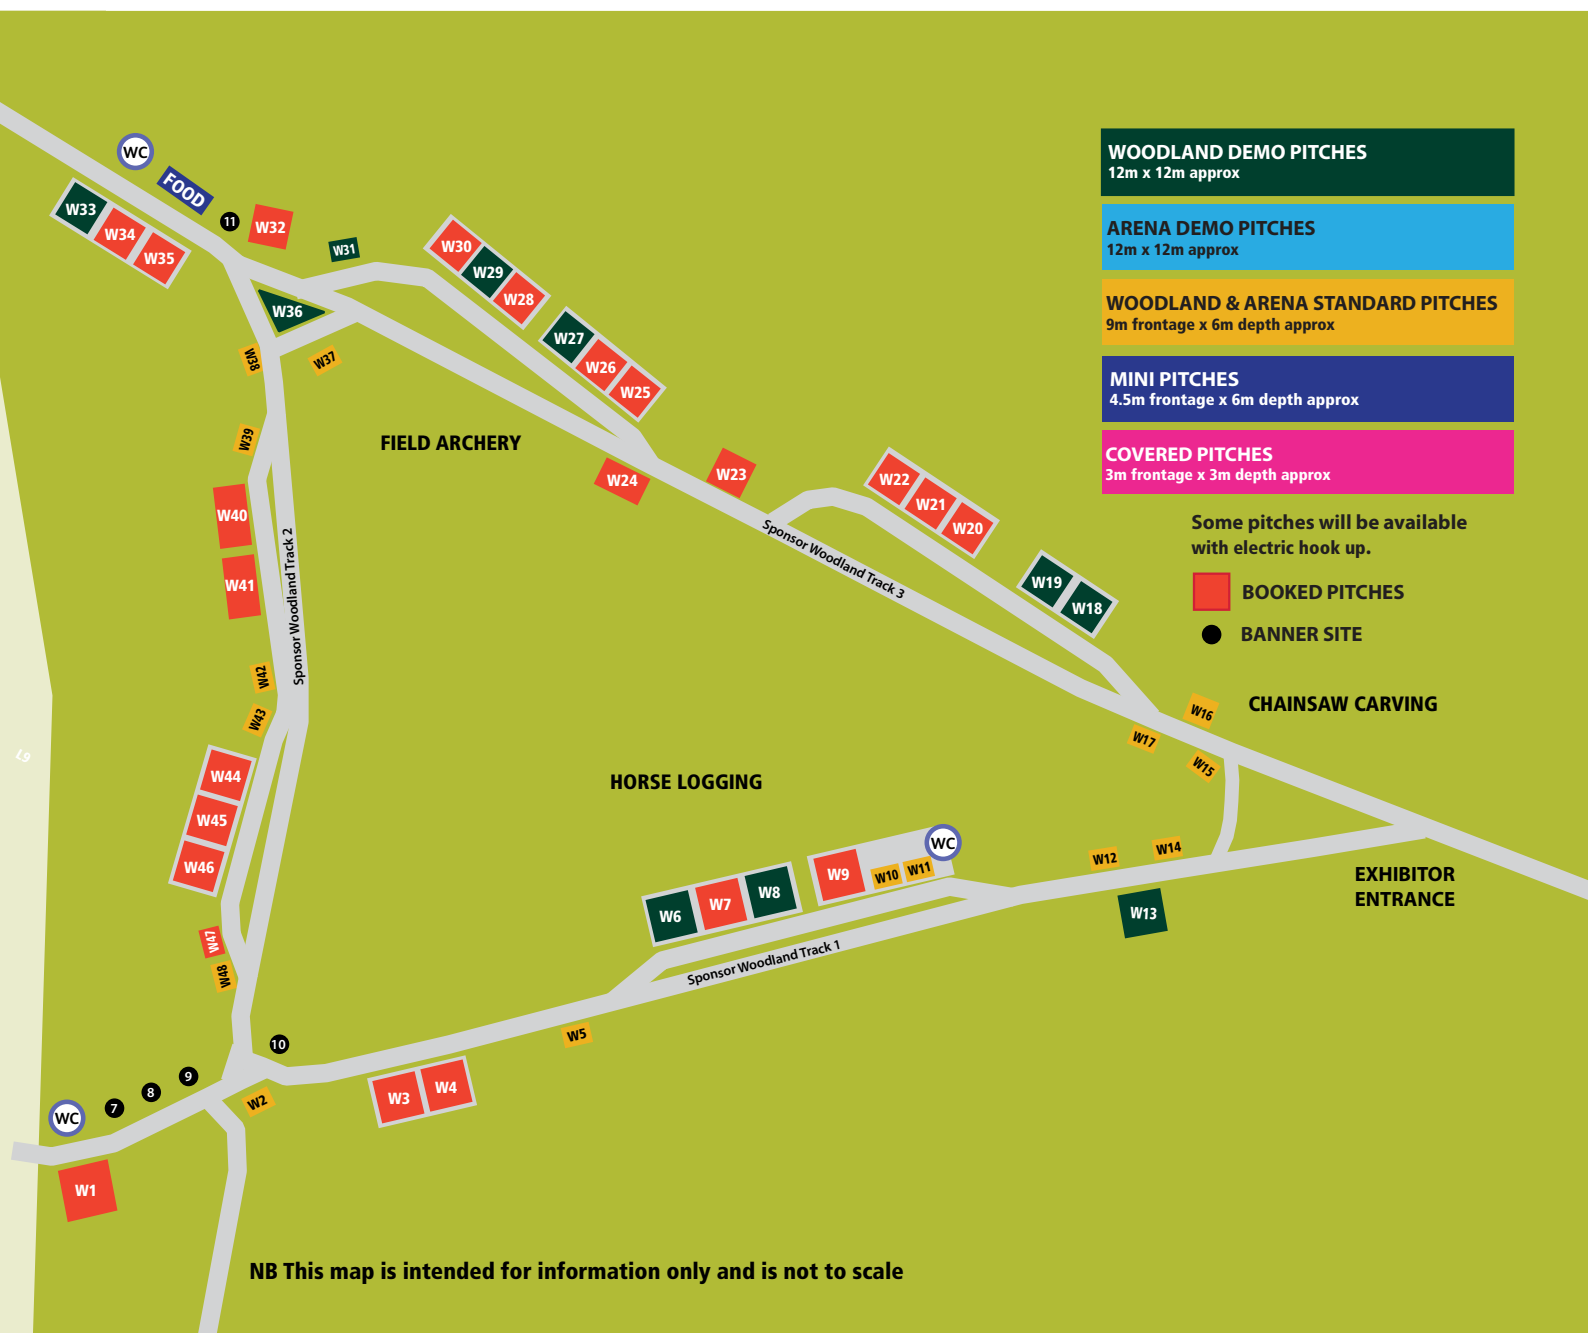 WC
FOOD
11
W32
W33
W34
W35
W31
W30
W29
W28
W36
W27
W26
W25
W38
W37
W39
FIELD ARCHERY
W40
W41
Sponsor Woodland Track 2
W42
W43
W44
W45
W46
W47
W48
W24
W23
W22
W21
W20
Sponsor Woodland Track 3
W19
W18
WOODLAND DEMO PITCHES
12m x 12m approx
ARENA DEMO PITCHES
12m x 12m approx
WOODLAND & ARENA STANDARD PITCHES
9m frontage x 6m depth approx
MINI PITCHES
4.5m frontage x 6m depth approx
COVERED PITCHES
3m frontage x 3m depth approx
Some pitches will be available
with electric hook up.
BOOKED PITCHES
BANNER SITE
W16
CHAINSAW CARVING
W17
W15
L9
HORSE LOGGING
WC
W9
W10
W11
W12
W14
W6
W7
W8
W13
EXHIBITOR
ENTRANCE
Sponsor Woodland Track 1
W5
10
9
8
7
WC
W2
W3
W4
W1
NB This map is intended for information only and is not to scale